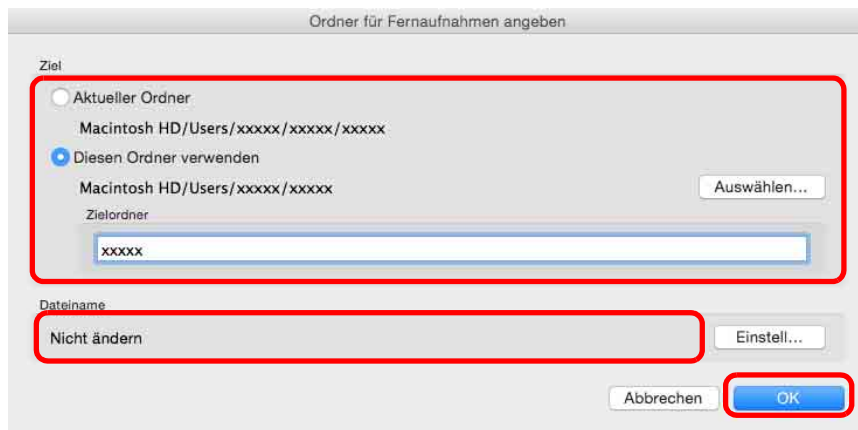 Ordner für Fernaufnahmen angeben
Ziel
Aktueller Ordner
Macintosh HD/Users/xxxxx/xxxxx/xxxxx
Diesen Ordner verwenden
Macintosh HD/Users/xxxxx/xxxxx
Auswählen...
Zielordner
xxxxx
Dateiname
Nicht ändern
Einstell...
Abbrechen
OK